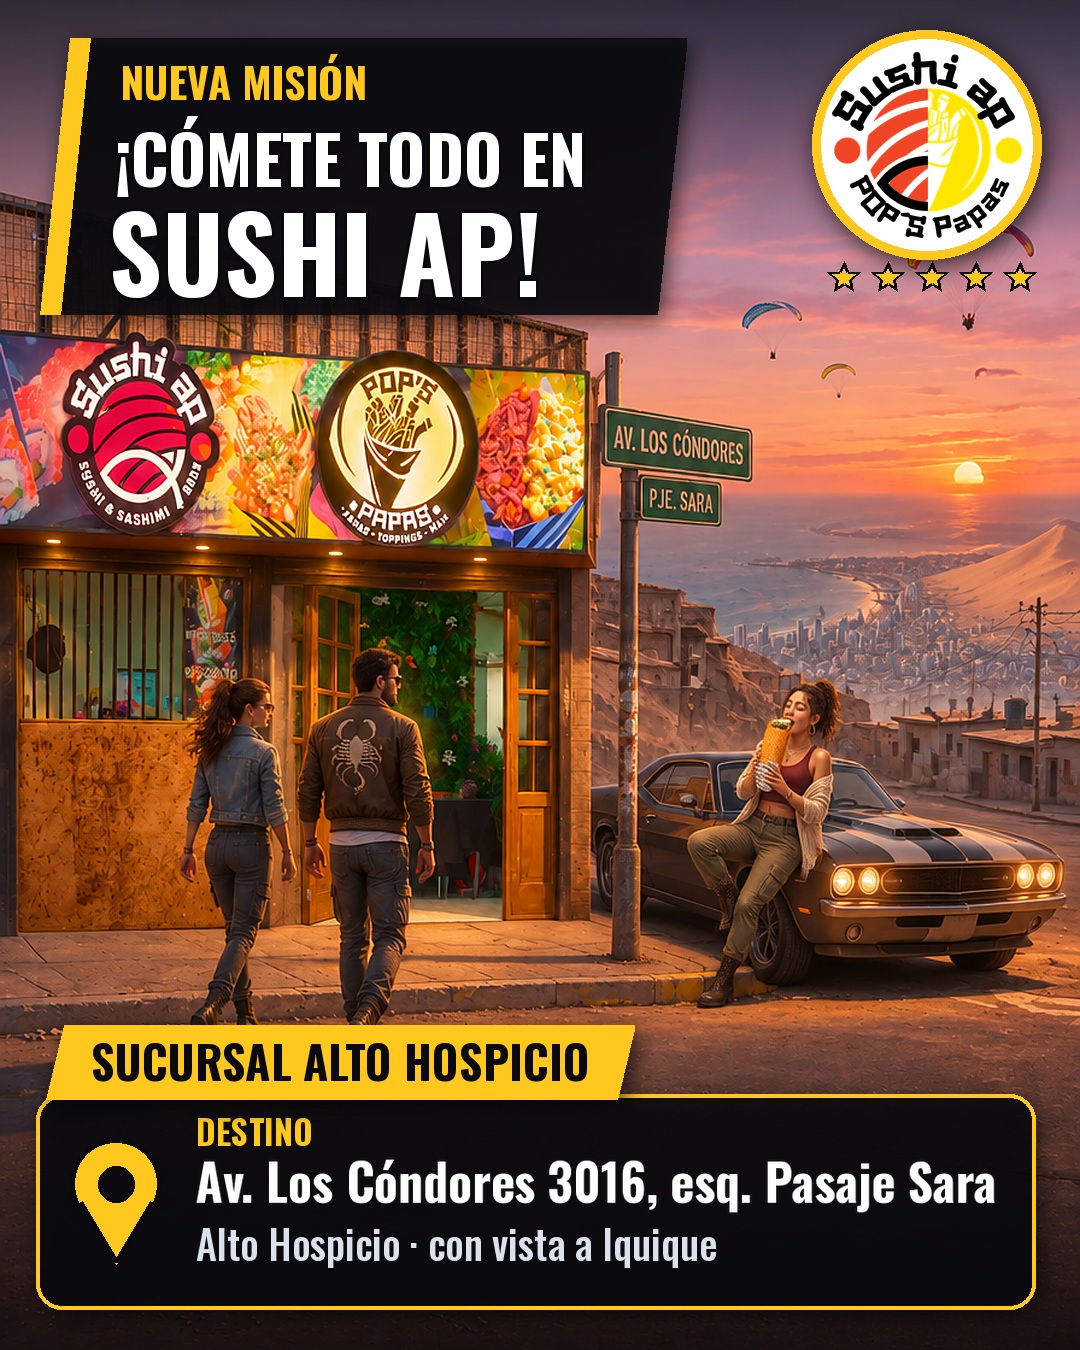 NUEVA MISIÓN
¡CÓMETE TODO EN
SUSHI AP!
Sushi ap
POP'S Papas
Sushi ap
& SASHIMI
POP'S
PAPAS
TOPPINGS
AV. LOS CÓNDORES
PJE. SARA
SUCURSAL ALTO HOSPICIO
DESTINO
Av. Los Cóndores 3016, esq. Pasaje Sara
Alto Hospicio · con vista a Iquique